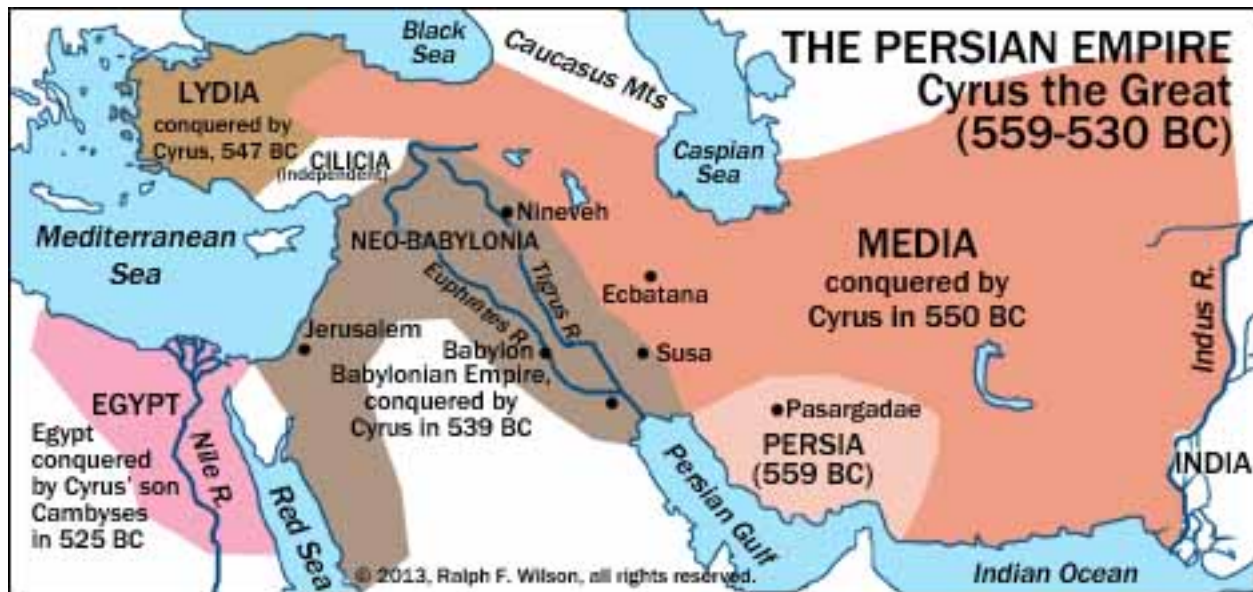 THE PERSIAN EMPIRE
Cyrus the Great
(559-530 BC)
Black
Sea
Caucasus Mts
Caspian
Sea
LYDIA
conquered by
Cyrus, 547 BC
CILICIA
(Independent)
Mediterranean
Sea
NEO-BABYLONIA
Nineveh
Tigrus R.
Euphrates R.
Ecbatana
MEDIA
conquered by
Cyrus in 550 BC
Indus R.
Jerusalem
Babylon
Babylonian Empire,
conquered by
Cyrus in 539 BC
Susa
Pasargadae
PERSIA
(559 BC)
INDIA
EGYPT
Egypt
conquered
by Cyrus' son
Cambyses
in 525 BC
Nile R.
Red Sea
Persian Gulf
Indian Ocean
© 2013, Ralph F. Wilson, all rights reserved.